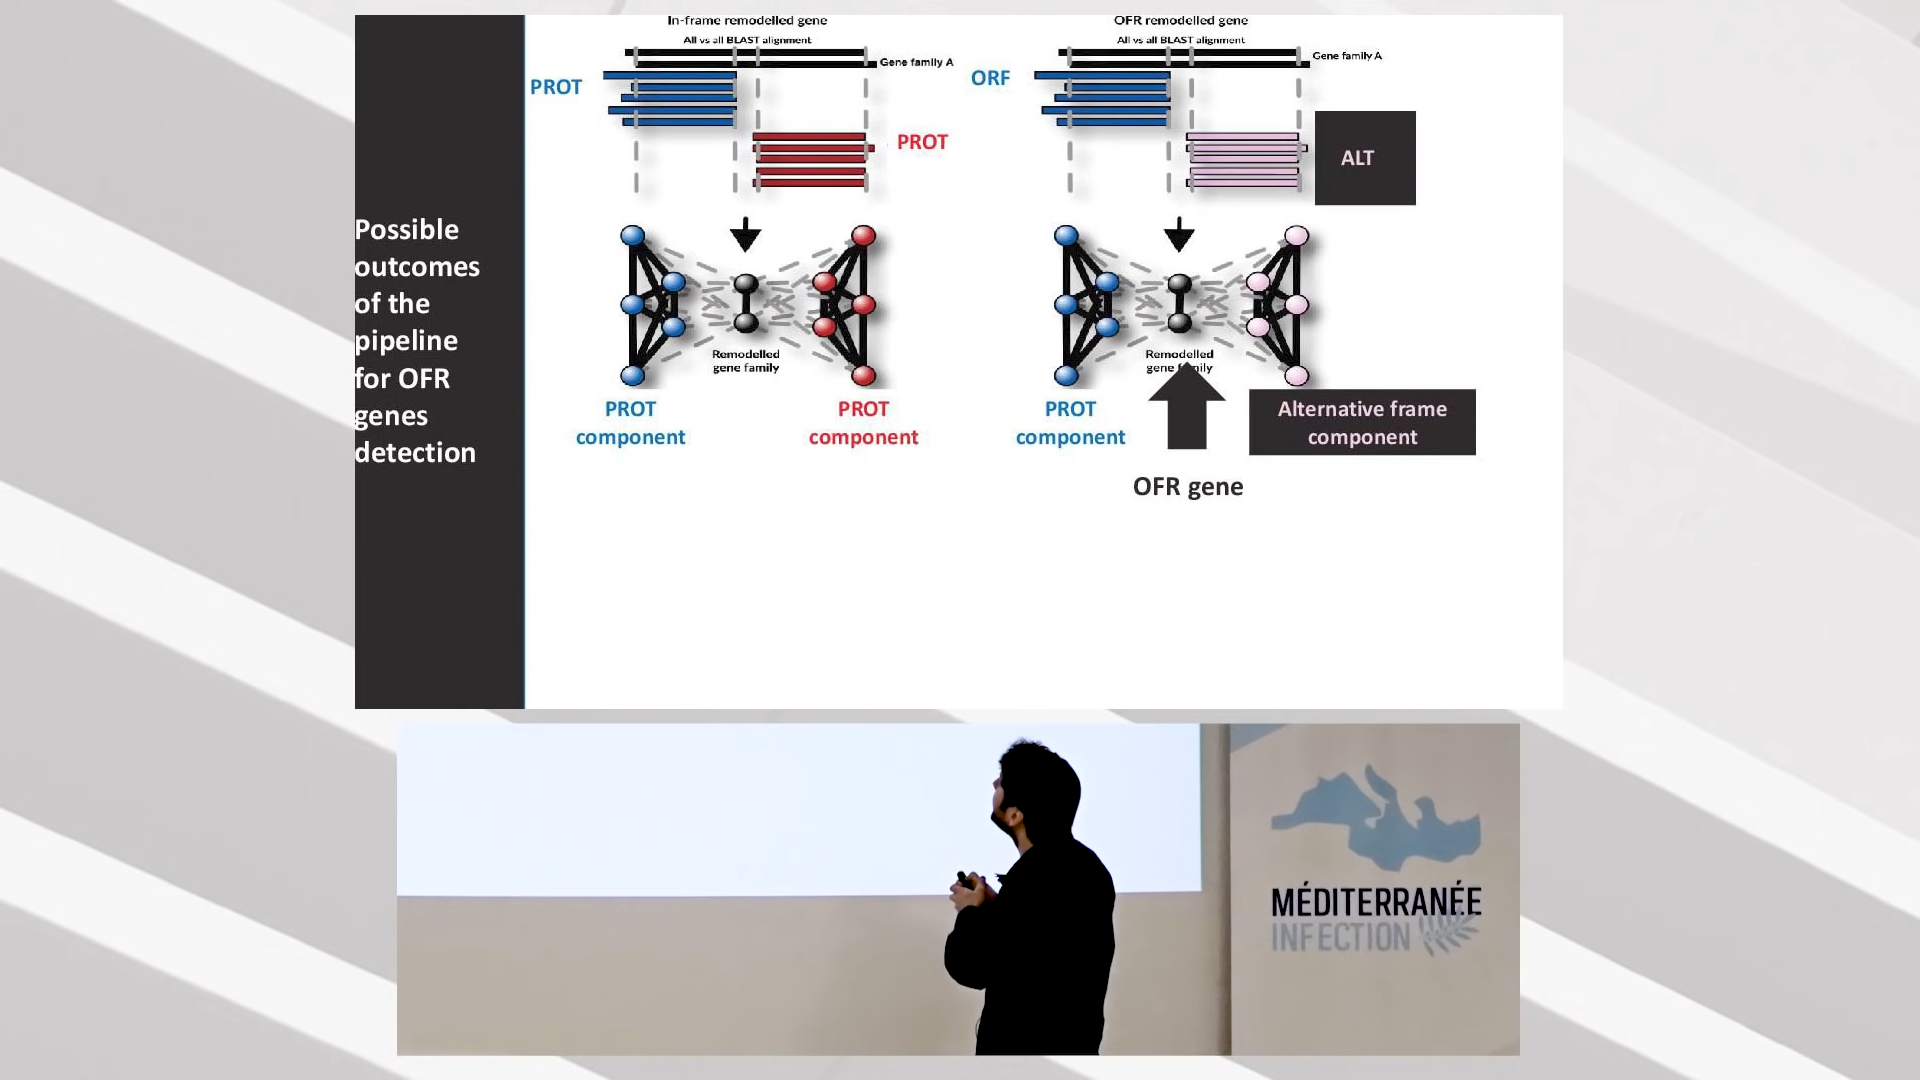 Possible
outcomes
of the
pipeline
for OFR
genes
detection
In-frame remodelled gene
All vs all BLAST alignment
Gene family A
PROT
PROT
Remodelled
gene family
PROT
component
PROT
component
OFR remodelled gene
All vs all BLAST alignment
Gene family A
ORF
ALT
Remodelled
gene family
PROT
component
Alternative frame
component
OFR gene
MÉDITERRANÉE
INFECTION